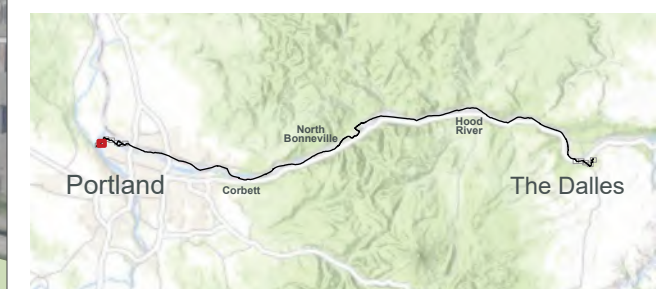 North
Bonneville
Hood
River
Portland
Corbett
The Dalles